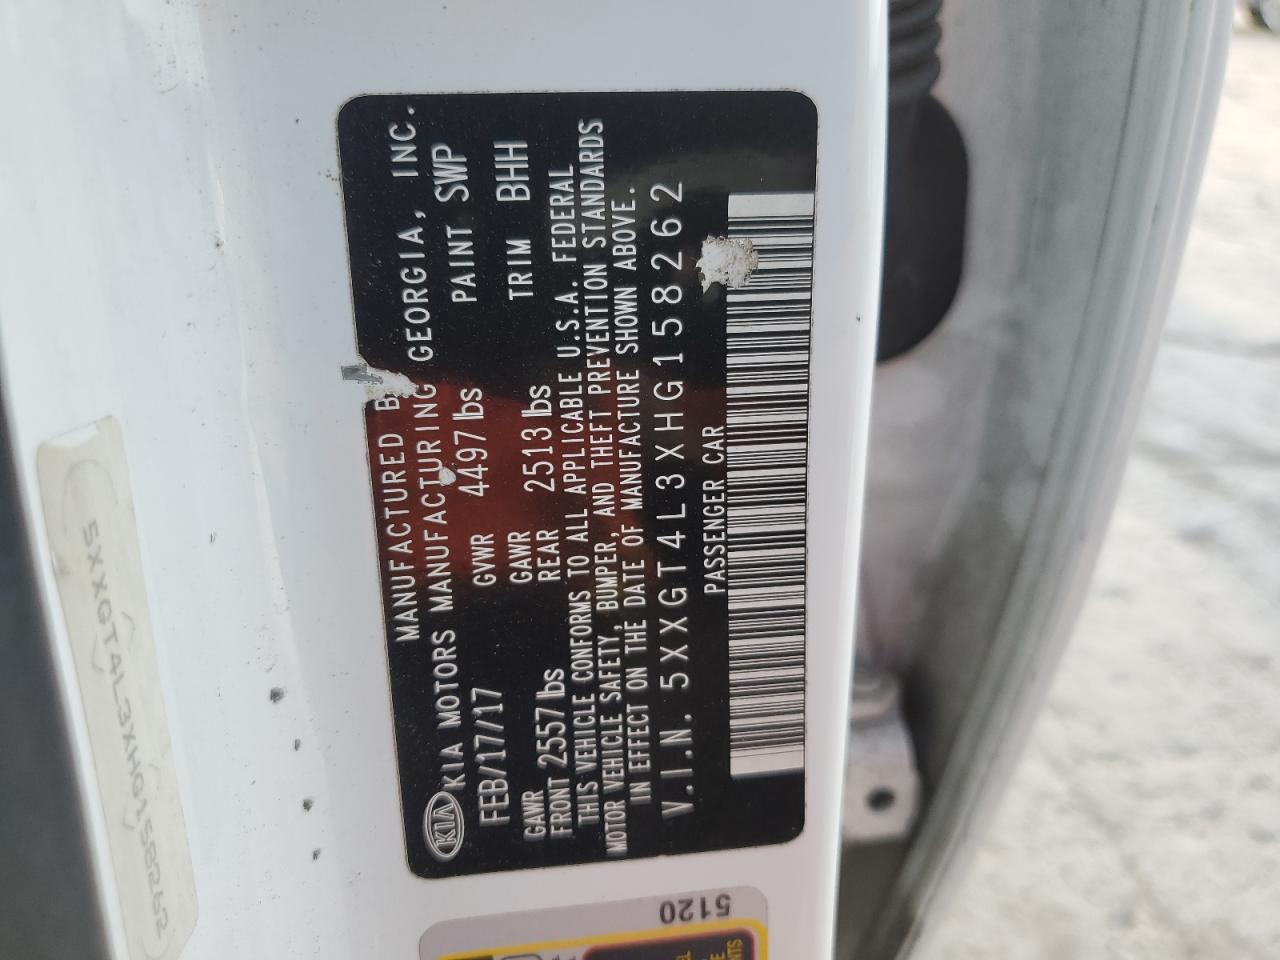 MANUFACTURED B
KIA KIA MOTORS MANUFACTURING GEORGIA, INC.
FEB/17/17 GVWR 4497 lbs PAINT SWP
GAWR FRONT 2557 lbs GAWR REAR 2513 lbs TRIM BHH
THIS VEHICLE CONFORMS TO ALL APPLICABLE U.S.A. FEDERAL
MOTOR VEHICLE SAFETY, BUMPER, AND THEFT PREVENTION STANDARDS
IN EFFECT ON THE DATE OF MANUFACTURE SHOWN ABOVE.
V.I.N. 5XXGT4L3XHG158262
PASSENGER CAR
5XXGT4L3XHG158262
5120